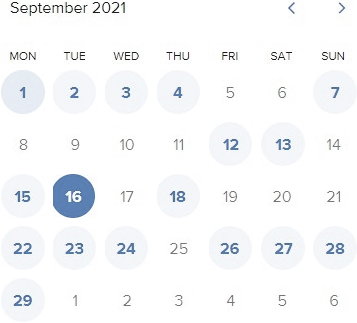 September 2021 < >
MON TUE WED THU FRI SAT SUN
1 2 3 4 5 6 7
8 9 10 11 12 13 14
15 16 17 18 19 20 21
22 23 24 25 26 27 28
29 1 2 3 4 5 6